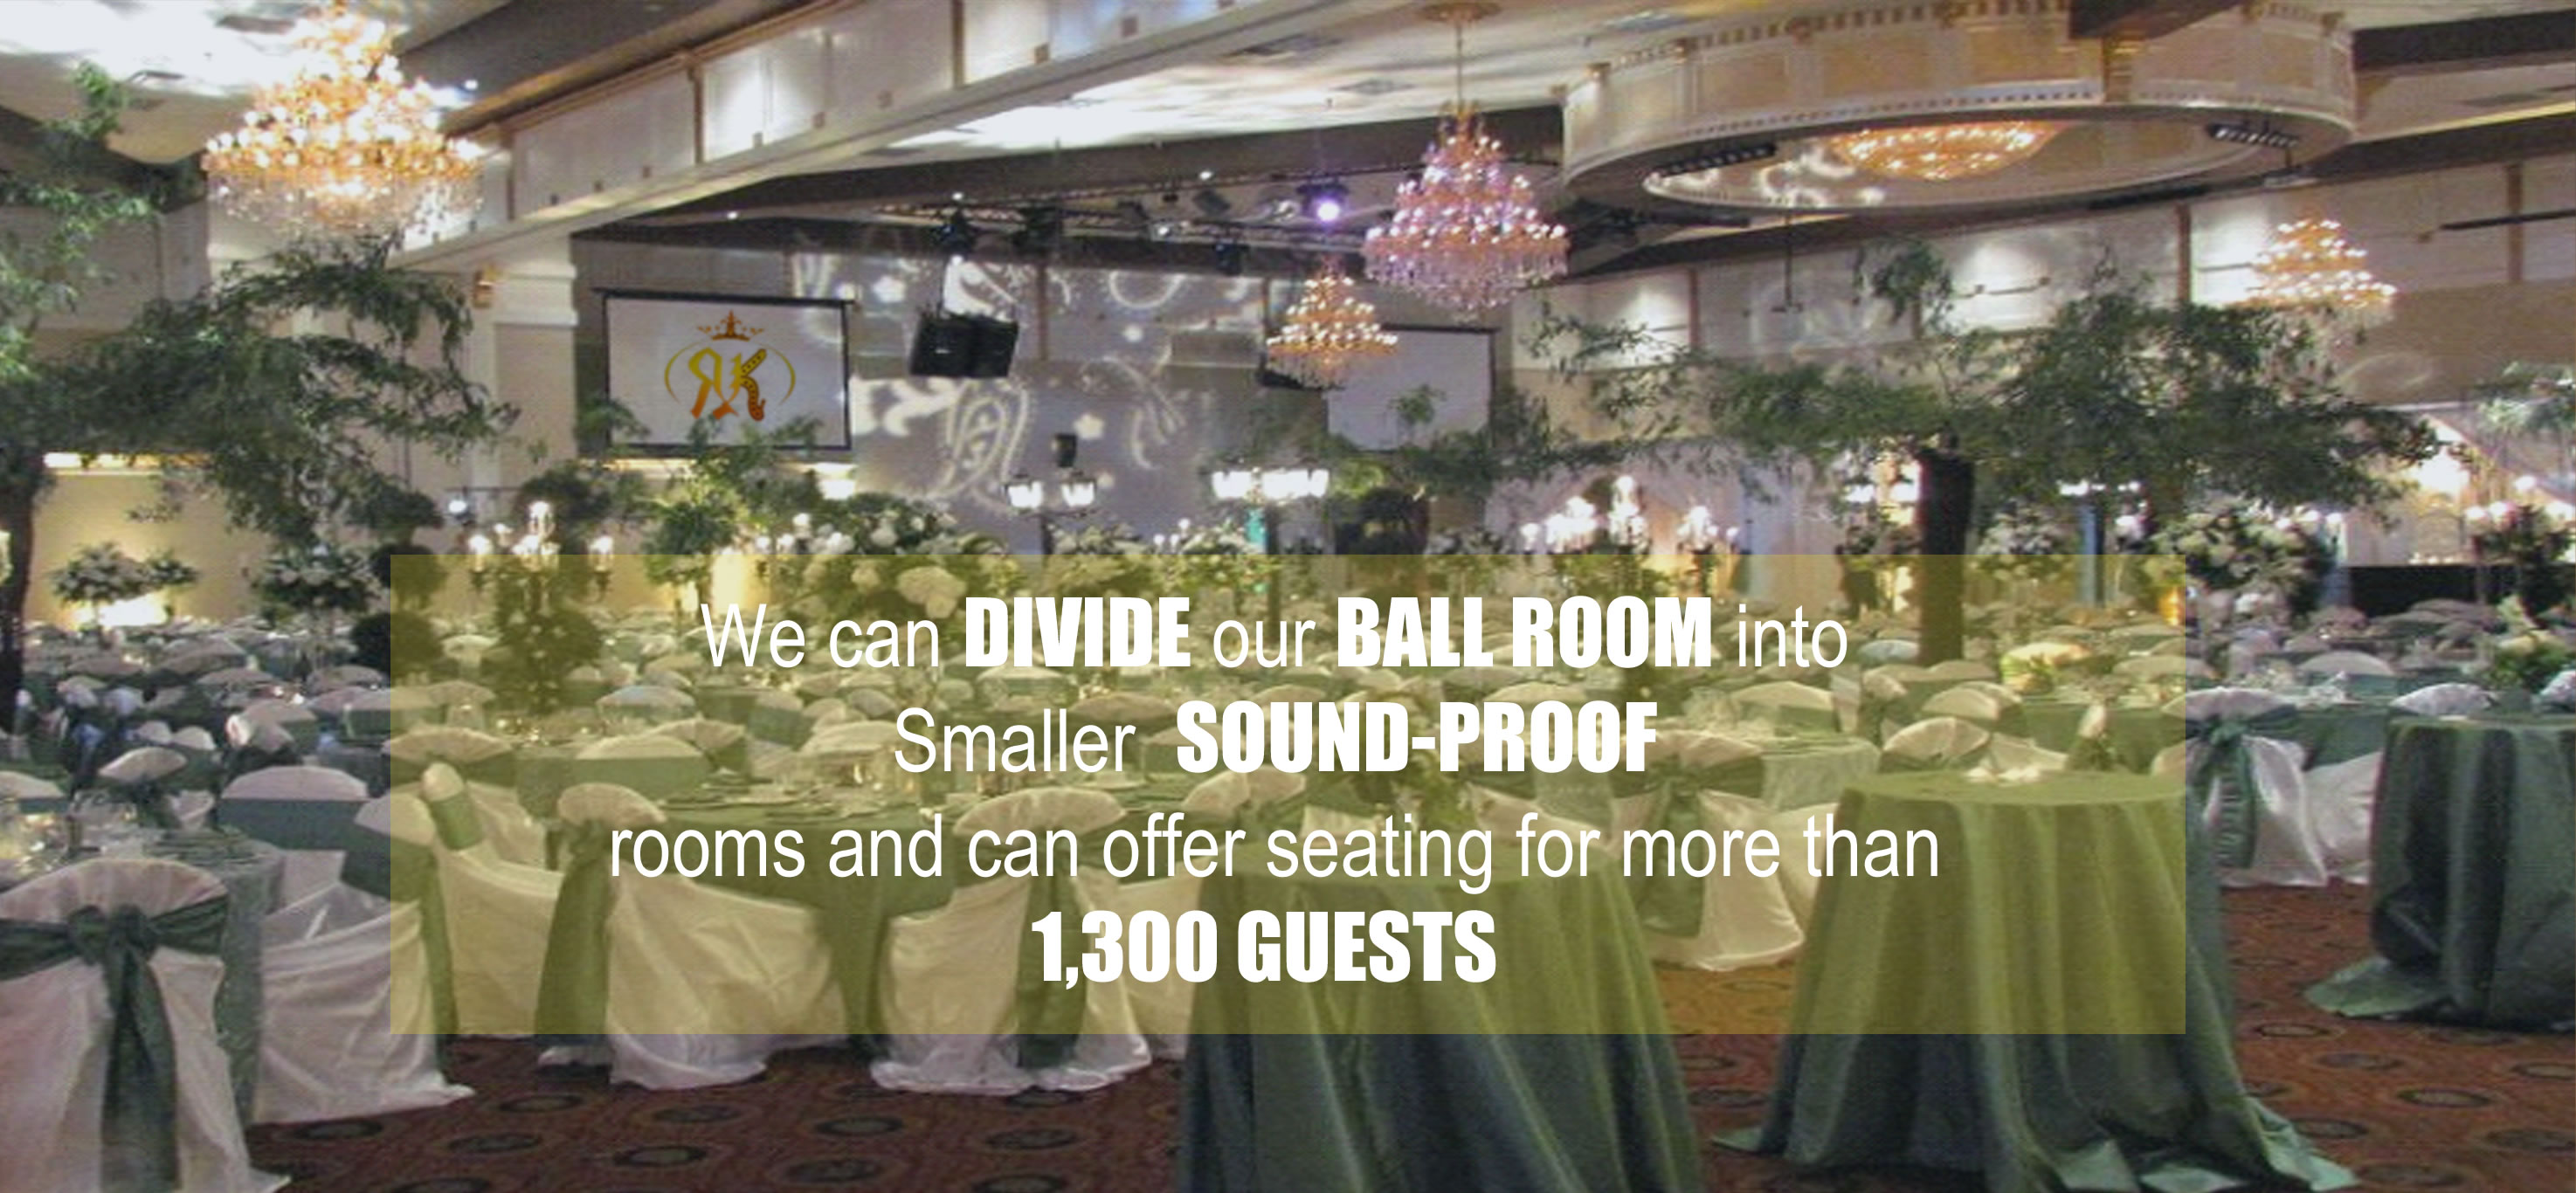 RK
We can DIVIDE our BALL ROOM into
Smaller SOUND-PROOF
rooms and can offer seating for more than
1,300 GUESTS